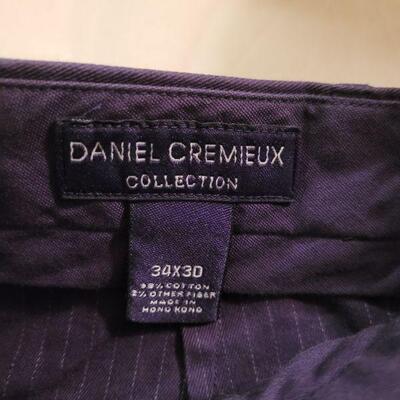 DANIEL CREMIEUX
COLLECTION
34X30
98% COTTON
2% OTHER FIBER
MADE IN
HONG KONG